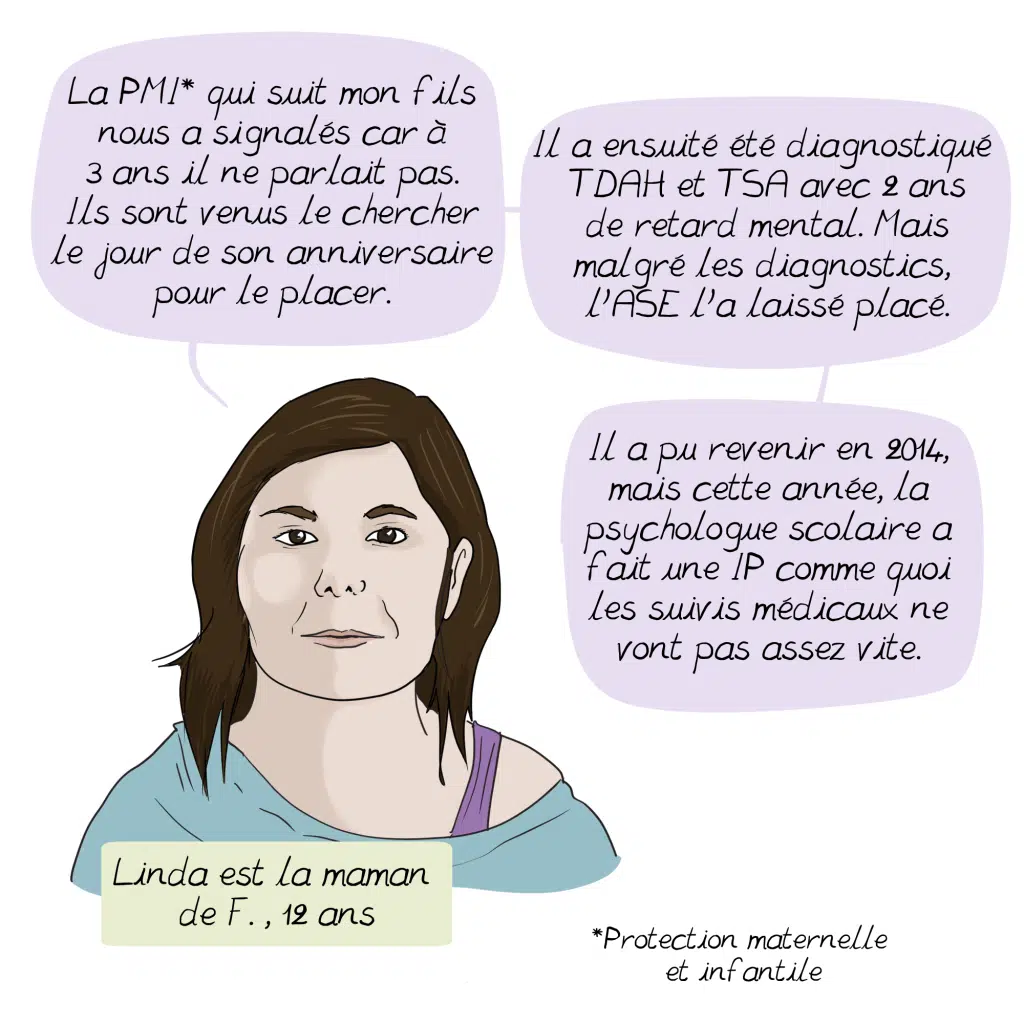 La PMI* qui suit mon fils
nous a signalés car à
3 ans il ne parlait pas.
Ils sont venus le chercher
le jour de son anniversaire
pour le placer.
Il a ensuité été diagnostiqué
TDAH et TSA avec 2 ans
de retard mental. Mais
malgré les diagnostics,
l'ASE l'a laissé placé.
Il a pu revenir en 2014,
mais cette année, la
psychologue scolaire a
fait une IP comme quoi
les suivis médicaux ne
vont pas assez vite.
Linda est la maman
de F., 12 ans
*Protection maternelle
et infantile